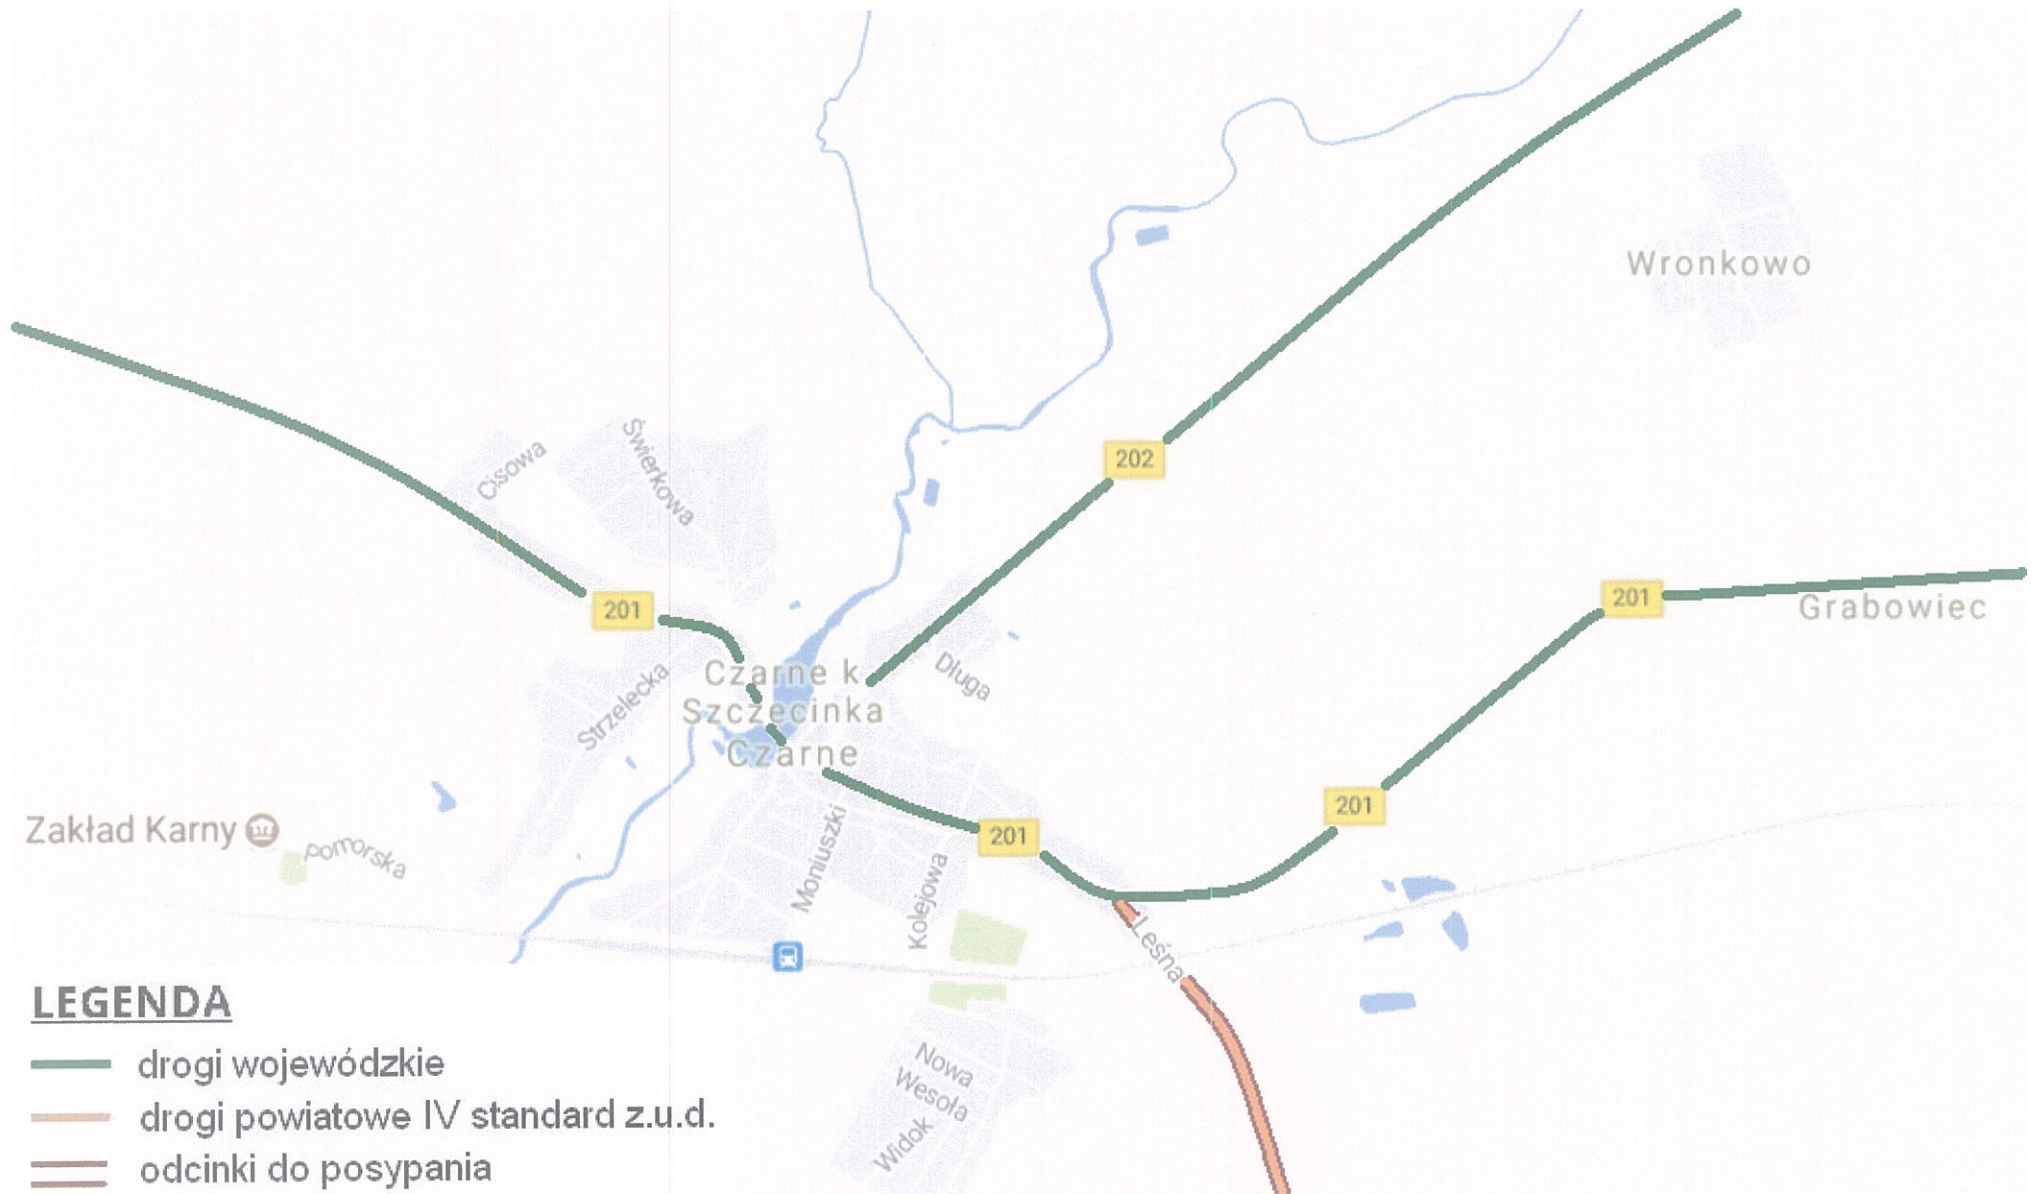 Wronkowo
Cisowa
Świerkowa
202
201
201
Grabowiec
Długa
Strzelecka
Czarne k
Szczecinka
Czarne
201
201
Zakład Karny
Pomorska
Moniuszki
Kolejowa
Leśna
Nowa
Wesoła
Widok
LEGENDA
drogi wojewódzkie
drogi powiatowe IV standard z.u.d.
odcinki do posypania